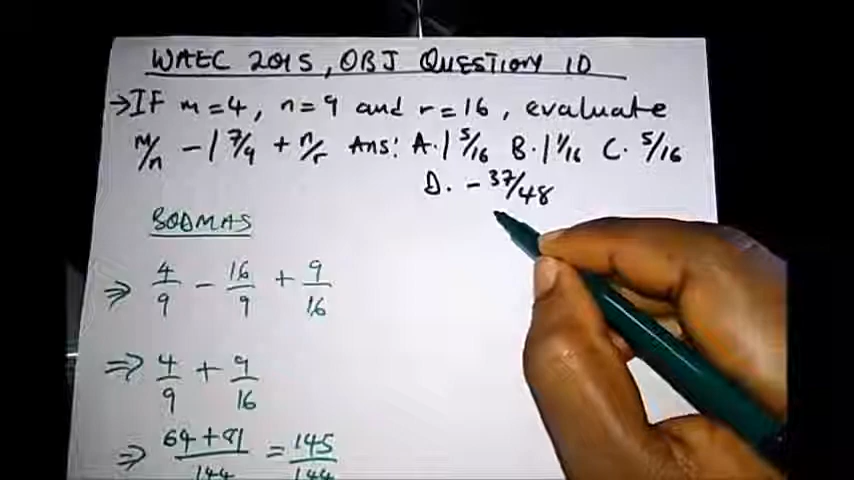 WAEC 2015, OBJ QUESTION 10
→ IF m=4, n=9 and r=16, evaluate
m/n - 1 7/9 + n/r Ans: A. 1 5/16 B. 1 1/16 C. 5/16
D. - 37/48
BODMAS
⇒ 4/9 - 16/9 + 9/16
⇒ 4/9 + 9/16
⇒ 64+81/144 = 145/144